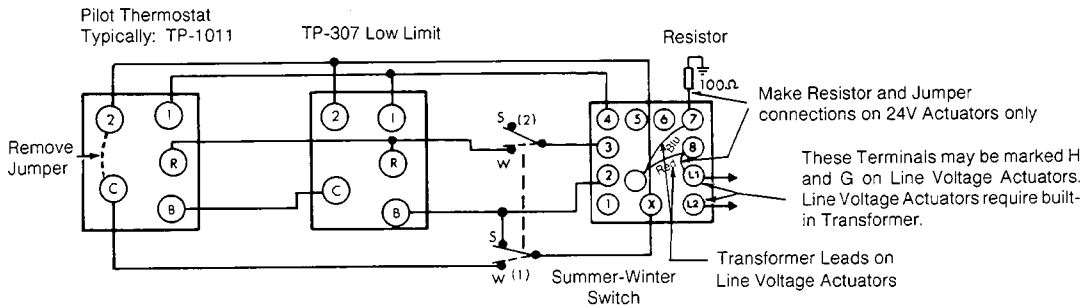 Pilot Thermostat
Typically: TP-1011
TP-307 Low Limit
Resistor
100Ω
Make Resistor and Jumper
connections on 24V Actuators only
2
1
2
1
4
5
6
7
S (2)
Remove
Jumper
R
R
W
3
Blu
8
These Terminals may be marked H
and G on Line Voltage Actuators.
Line Voltage Actuators require built-
in Transformer.
C
C
2
Red
L1
B
B
1
X
L2
S
W (1)
Summer-Winter
Switch
Transformer Leads on
Line Voltage Actuators